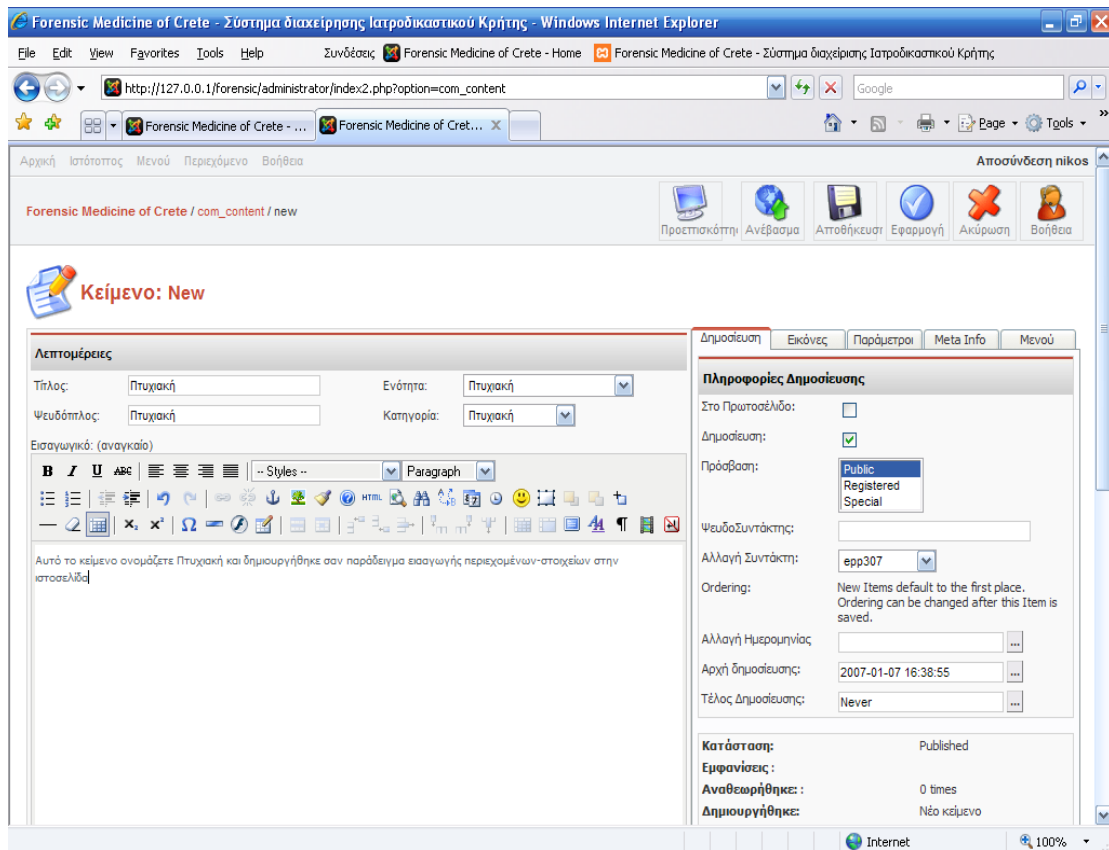 Forensic Medicine of Crete - Σύστημα διαχείρησης Ιατροδικαστικού Κρήτης - Windows Internet Explorer
File Edit View Favorites Tools Help Συνδέσεις Forensic Medicine of Crete - Home Forensic Medicine of Crete - Σύστημα διαχείρισης Ιατροδικαστικού Κρήτης
http://127.0.0.1/forensic/administrator/index2.php?option=com_content Google
Forensic Medicine of Crete - ... Forensic Medicine of Cret... X Page Tools »
Αρχική Ιστότοπος Μενού Περιεχόμενο Βοήθεια Αποσύνδεση nikos
Forensic Medicine of Crete / com_content / new
Προεπισκόπη Ανέβασμα Αποθήκευσ Εφαρμογή Ακύρωση Βοήθεια
Κείμενο: New
Λεπτομέρειες
Τίτλος: Πτυχιακή Ενότητα: Πτυχιακή
Ψευδότιτλος: Πτυχιακή Κατηγορία: Πτυχιακή
Εισαγωγικό: (αναγκαίο)
B I U ABC -- Styles -- Paragraph
HTML
Αυτό το κείμενο ονομάζετε Πτυχιακή και δημιουργήθηκε σαν παράδειγμα εισαγωγής περιεχομένων-στοιχείων στην
ιστοσελίδα
Δημοσίευση Εικόνες Παράμετροι Meta Info Μενού
Πληροφορίες Δημοσίευσης
Στο Πρωτοσέλιδο:
Δημοσίευση:
Πρόσβαση: Public
Registered
Special
ΨευδοΣυντάκτης:
Αλλαγή Συντάκτη: epp307
Ordering: New Items default to the first place.
Ordering can be changed after this Item is
saved.
Αλλαγή Ημερομηνίας ...
Αρχή δημοσίευσης: 2007-01-07 16:38:55 ...
Τέλος Δημοσίευσης: Never ...
Κατάσταση: Published
Εμφανίσεις :
Αναθεωρήθηκε: : 0 times
Δημιουργήθηκε: Νέο κείμενο
Internet 100%